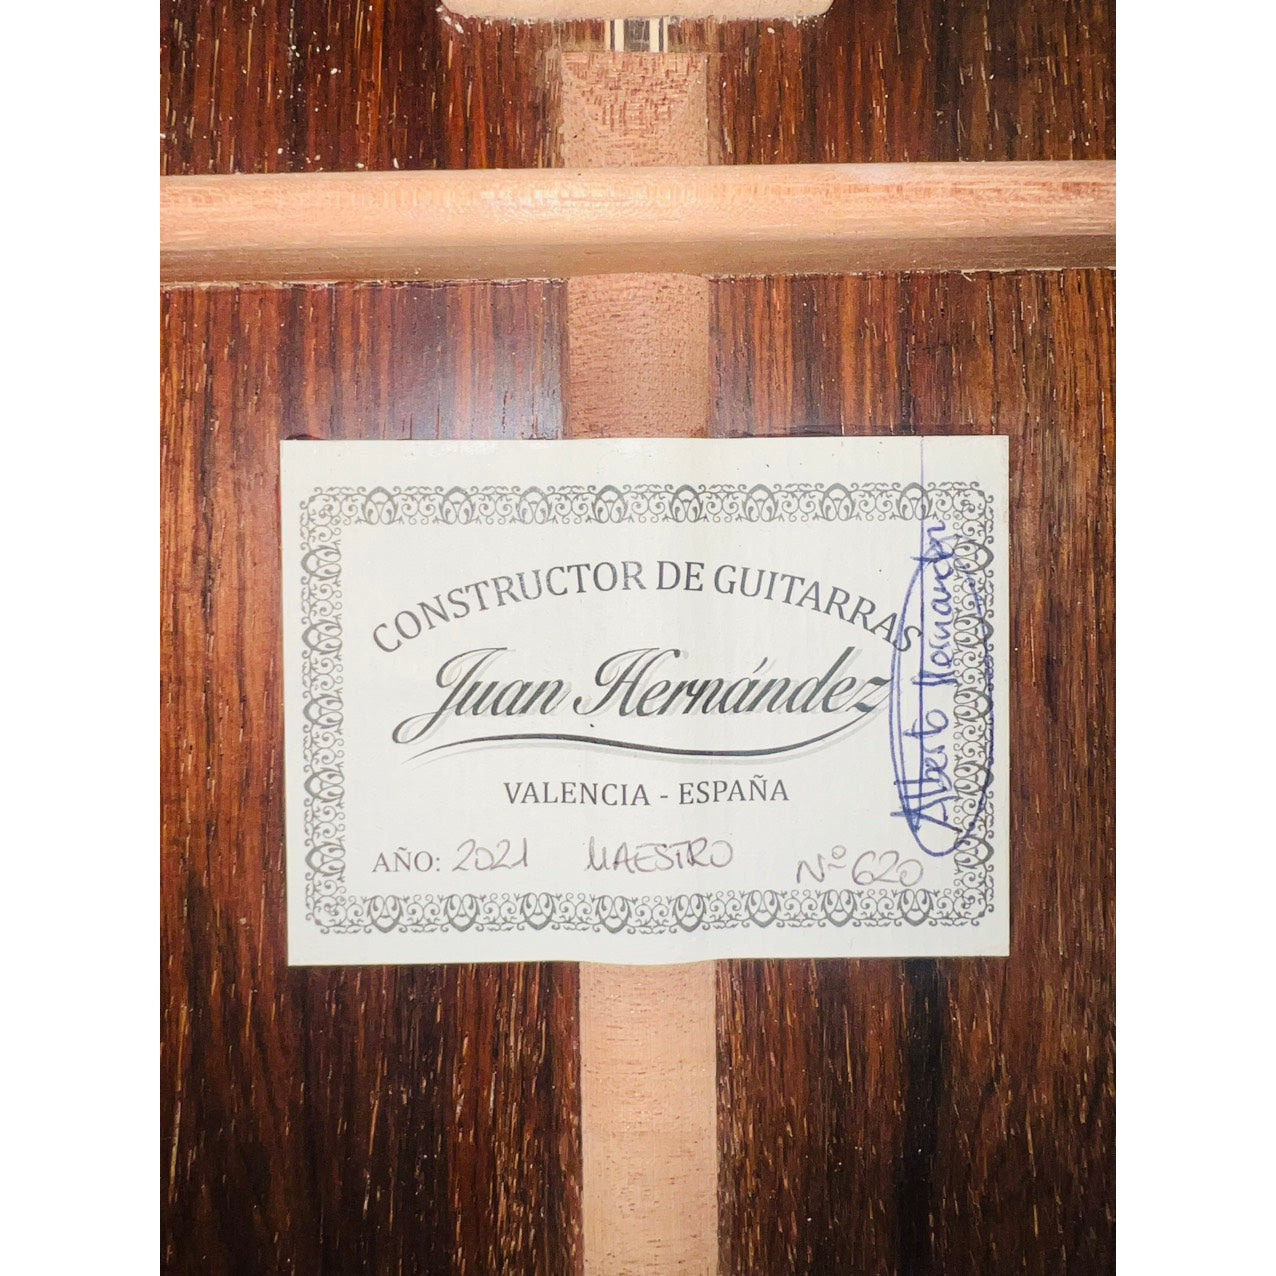 CONSTRUCTOR DE GUITARRAS
Juan Hernández
VALENCIA - ESPAÑA
AÑO: 2021 MAESTRO Nº 620
Alberto Hernandez